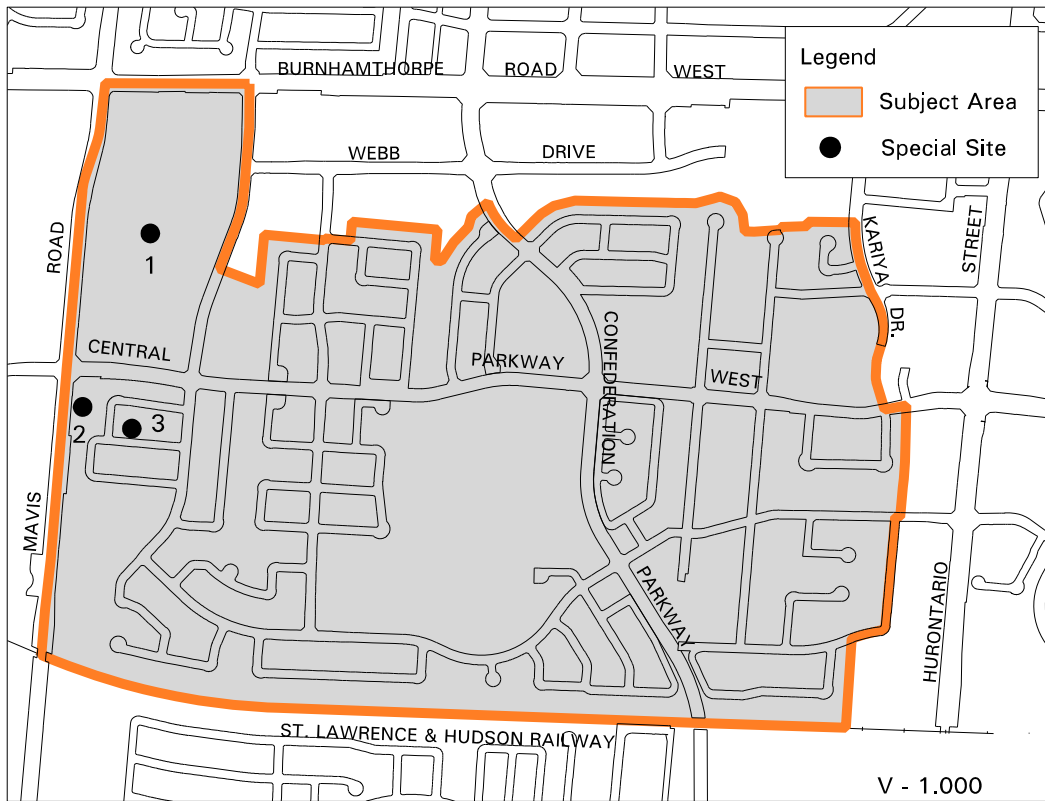 BURNHAMTHORPE ROAD WEST
Legend
Subject Area
Special Site
WEBB DRIVE
ROAD
1
KARIYA
DR.
STREET
CENTRAL PARKWAY WEST
CONFEDERATION
PARKWAY
2
3
MAVIS
HURONTARIO
ST. LAWRENCE & HUDSON RAILWAY
V - 1.000